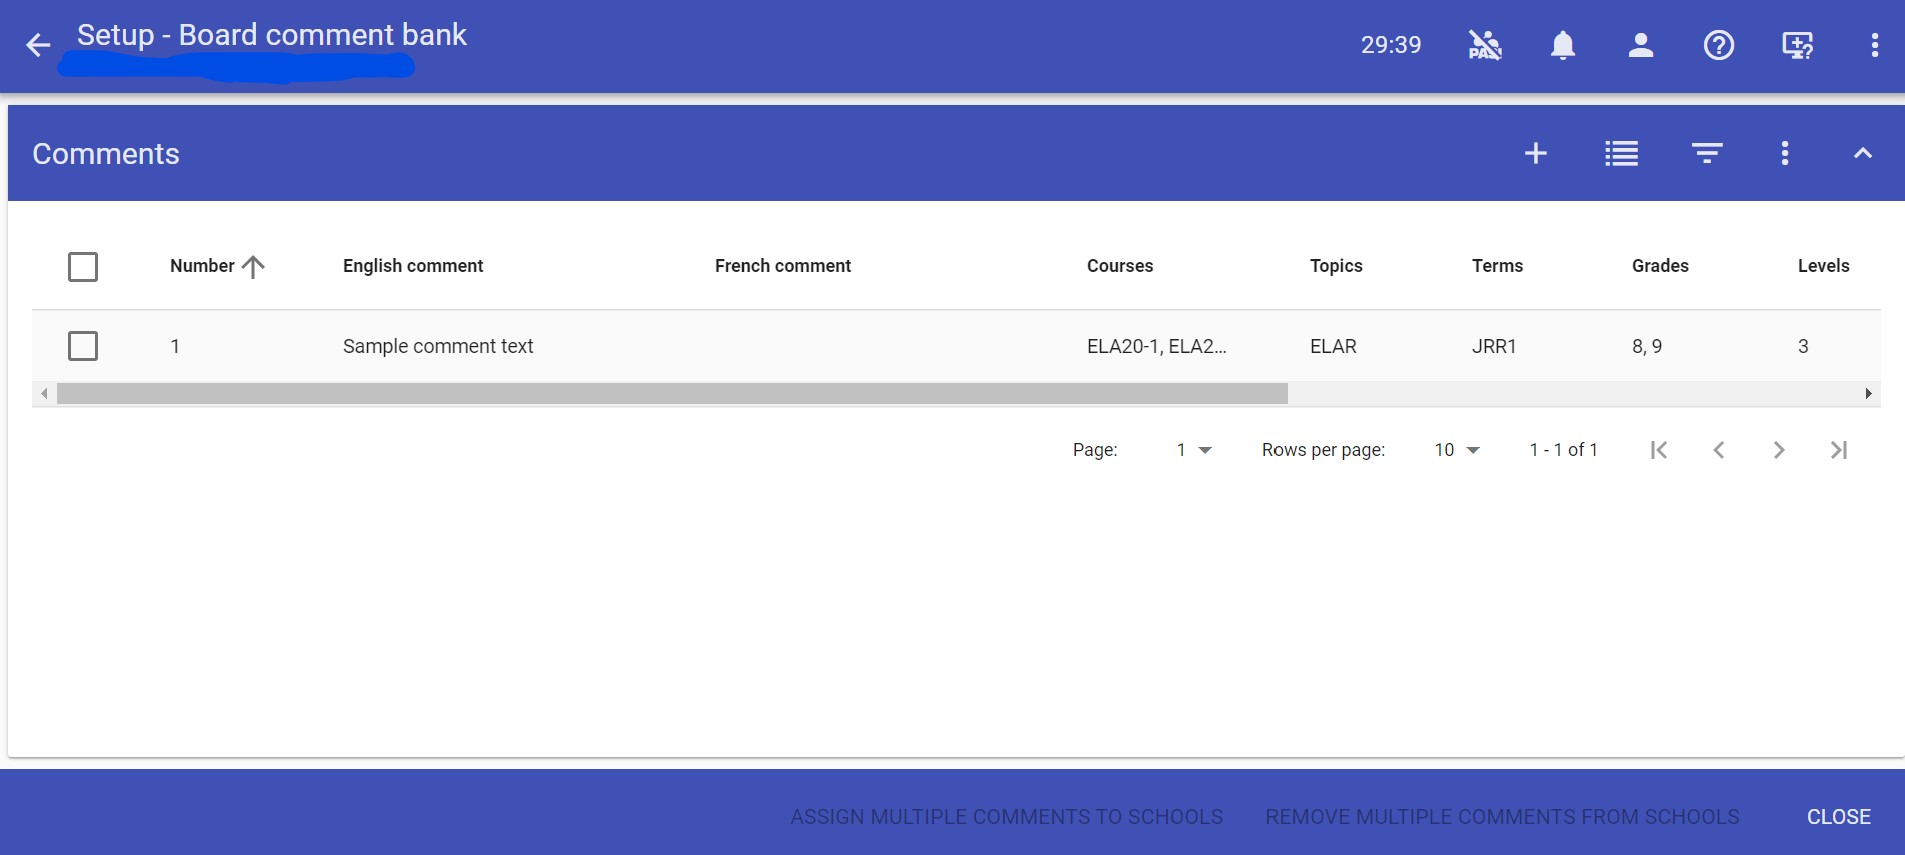 Setup - Board comment bank
29:39
PAR
Comments
Number English comment French comment Courses Topics Terms Grades Levels
1 Sample comment text ELA20-1, ELA2... ELAR JRR1 8, 9 3
Page: 1 Rows per page: 10 1 - 1 of 1
ASSIGN MULTIPLE COMMENTS TO SCHOOLS REMOVE MULTIPLE COMMENTS FROM SCHOOLS CLOSE